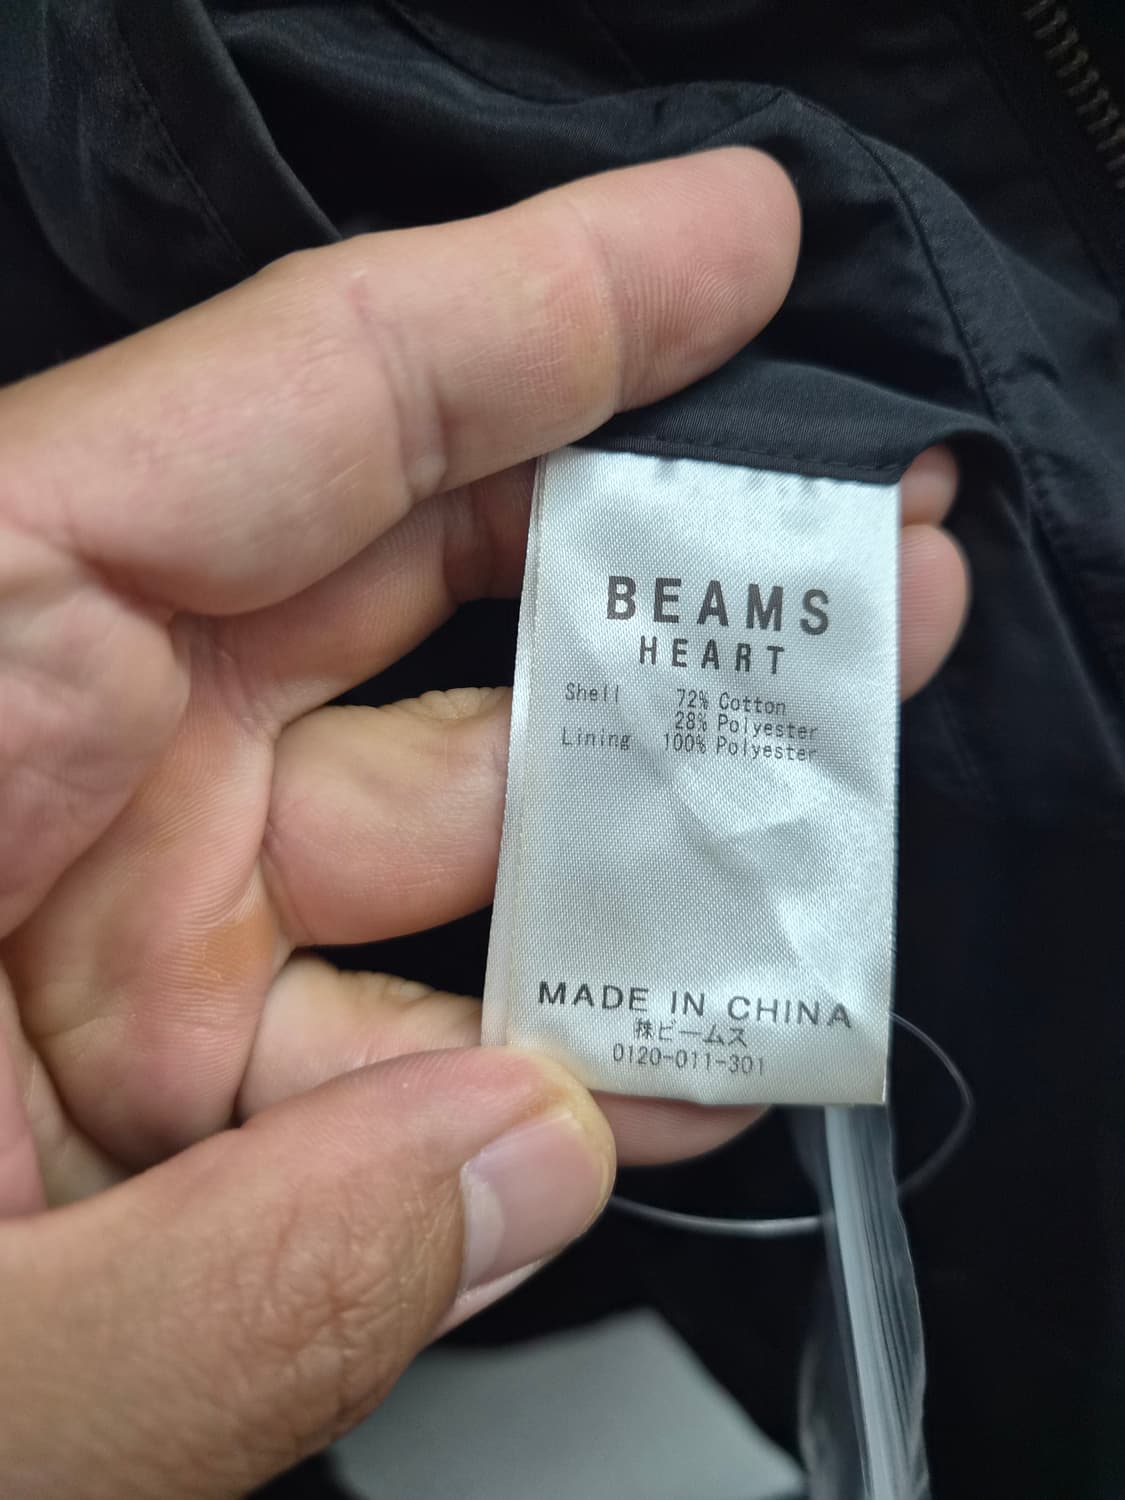 BEAMS
HEART
Shell 72% Cotton
28% Polyester
Lining 100% Polyester
MADE IN CHINA
㈱ビームス
0120-011-301